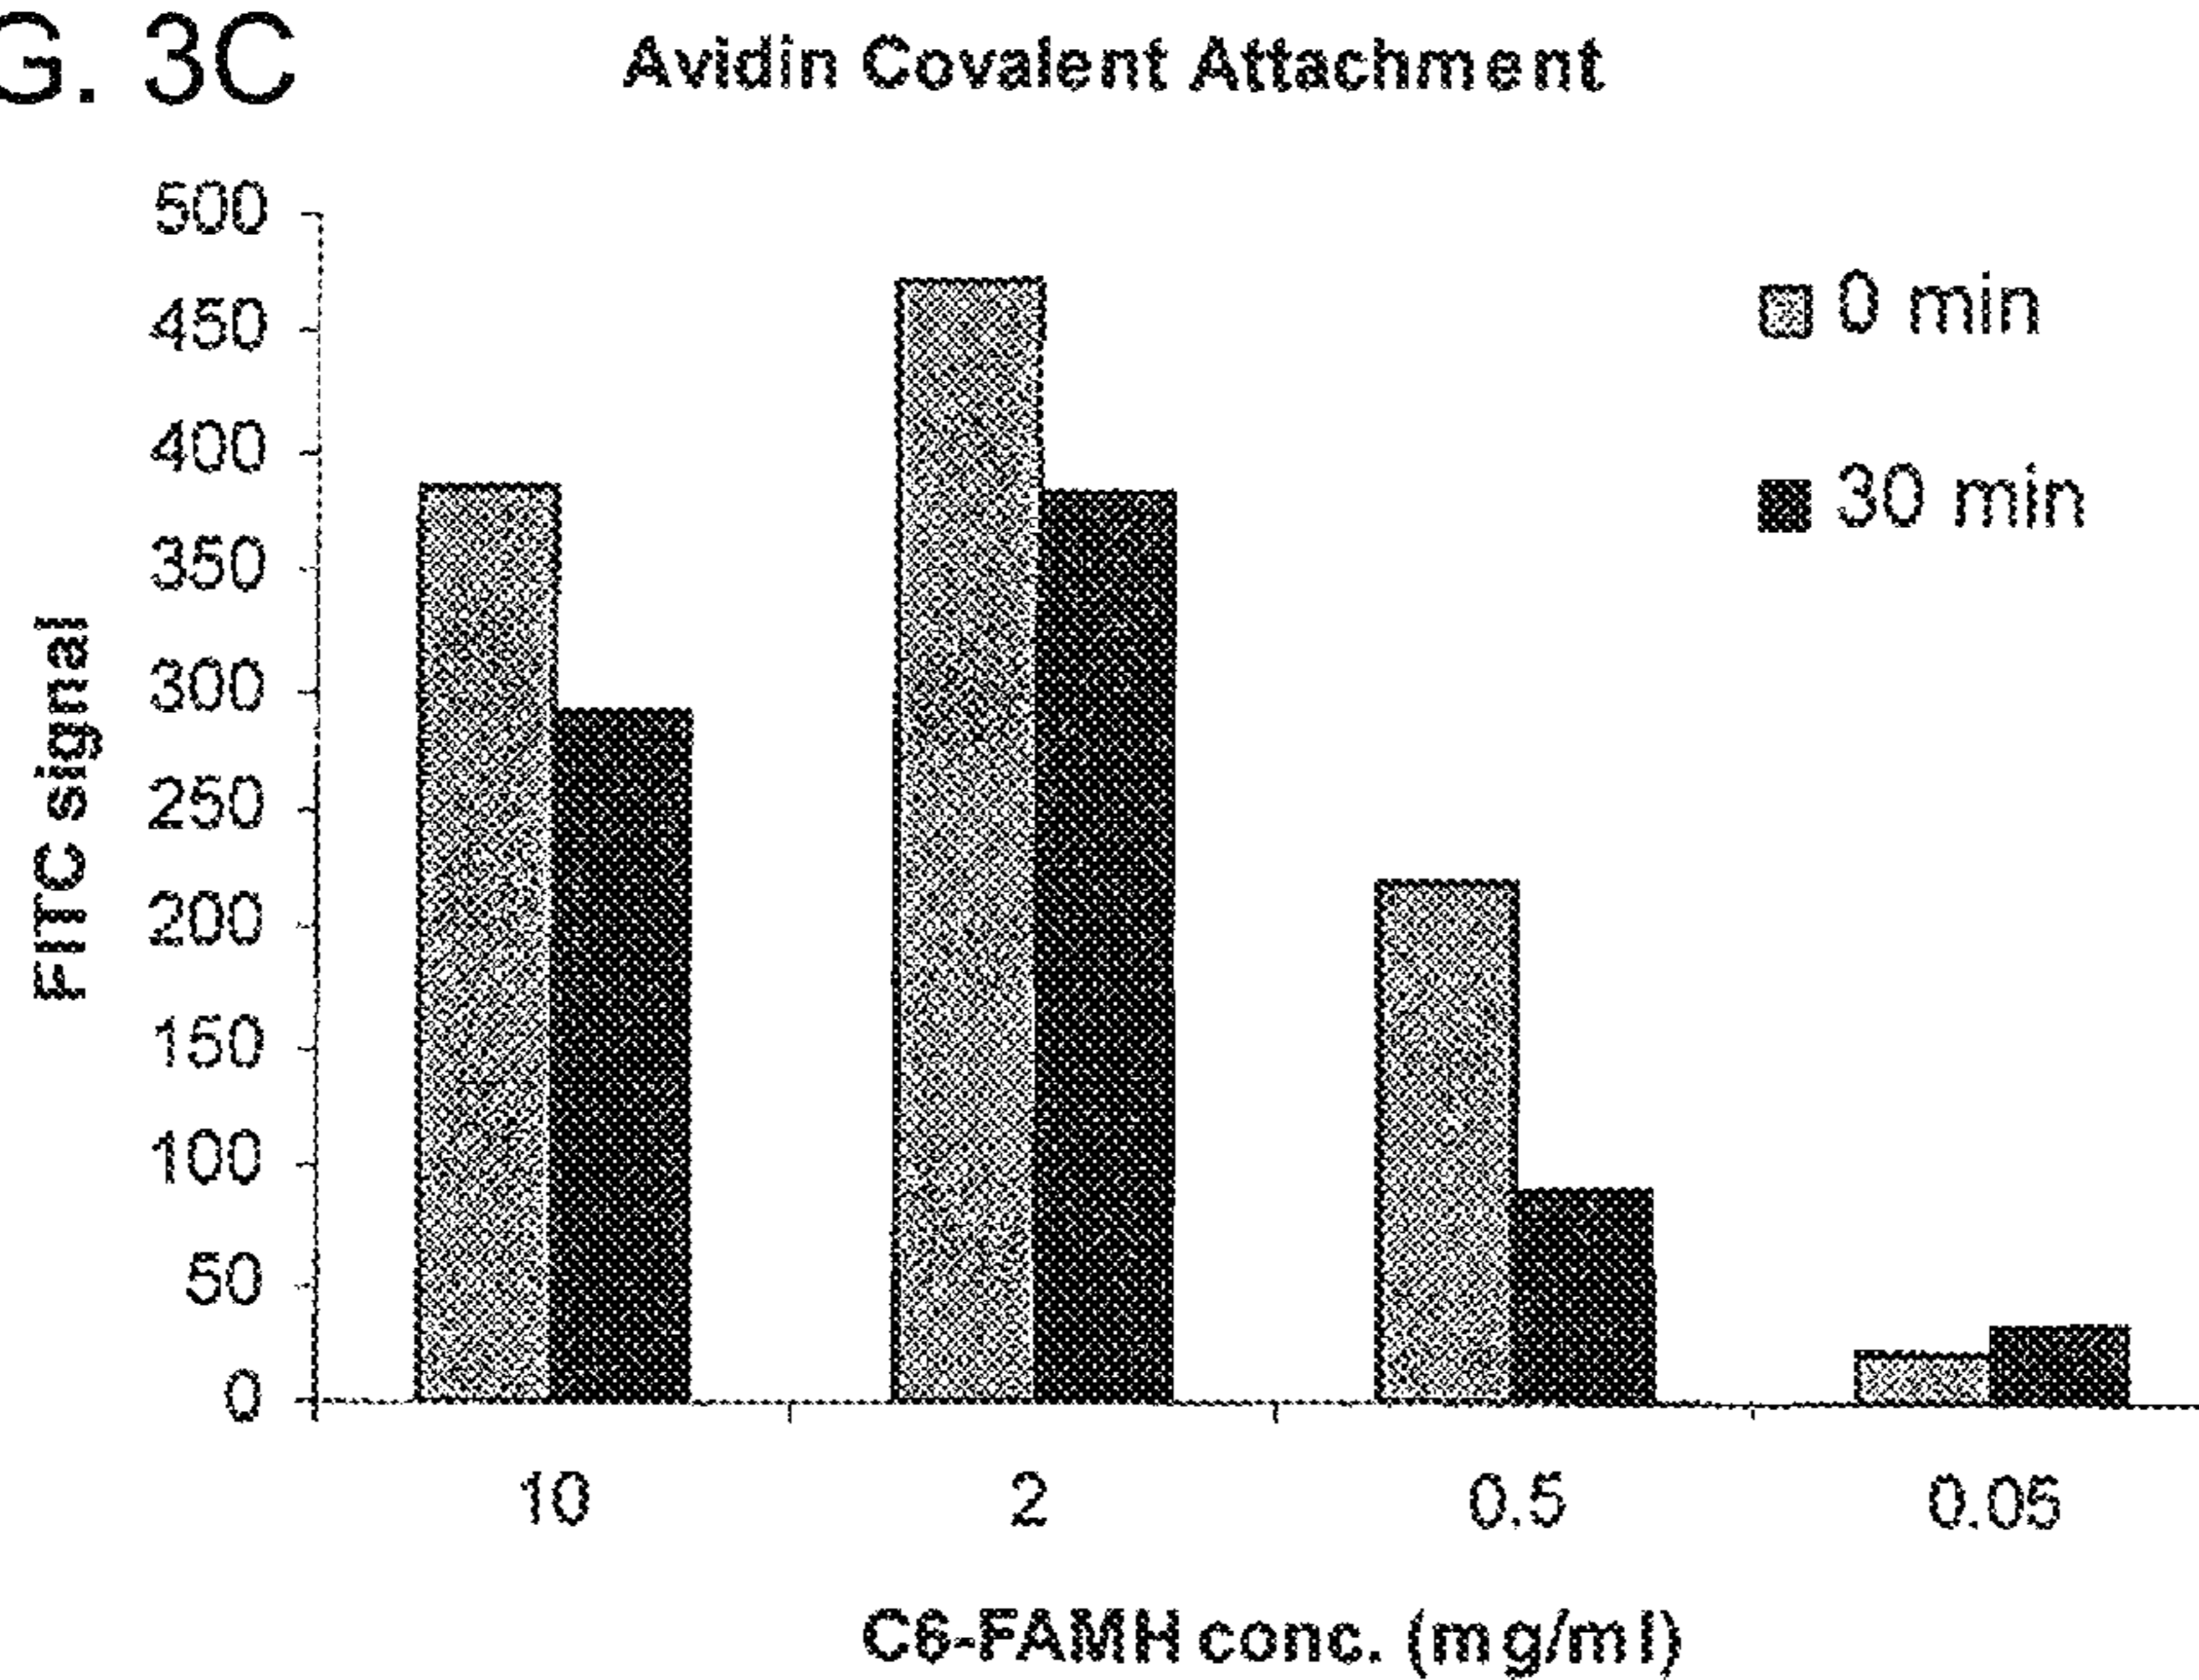 G. 3C
Avidin Covalent Attachment
500
450
400
350
300
250
200
150
100
50
0
FITC signal
0 min
30 min
10 2 0.5 0.05
C6-FAMH conc. (mg/ml)